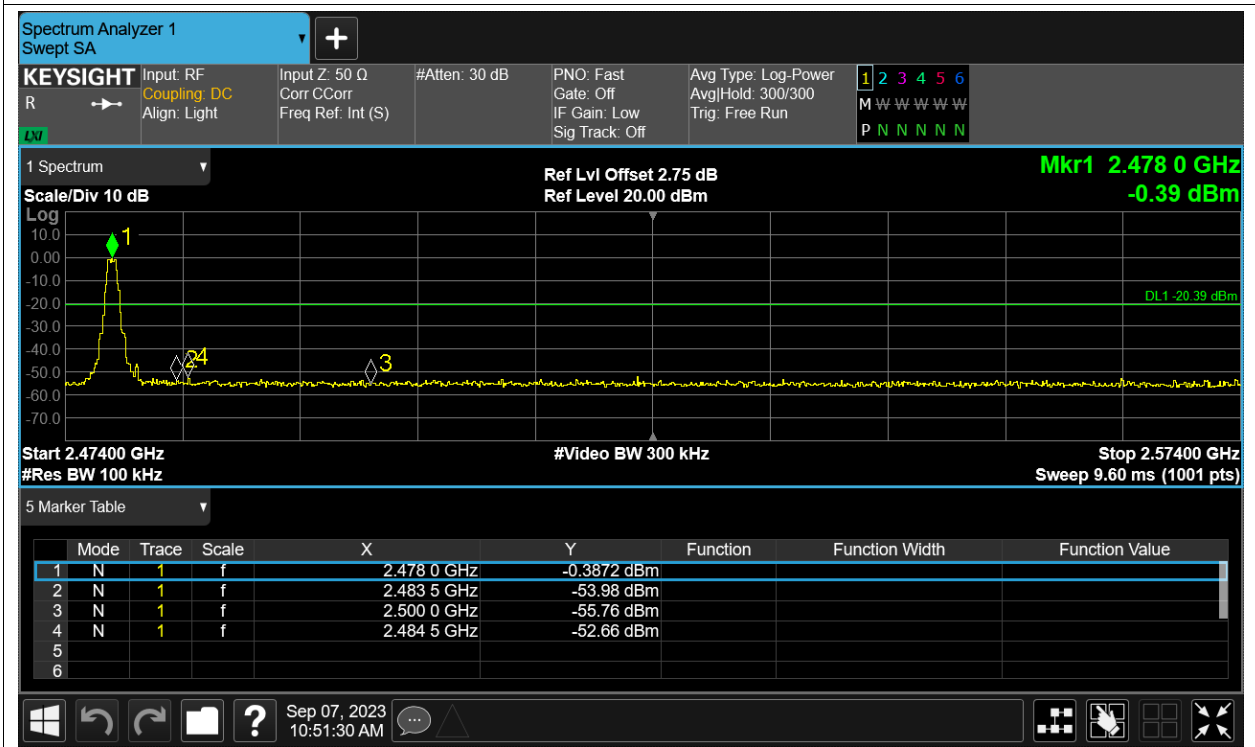 Spectrum Analyzer 1
Swept SA
KEYSIGHT Input: RF Input Z: 50 Ω #Atten: 30 dB PNO: Fast Avg Type: Log-Power 1 2 3 4 5 6
R Coupling: DC Corr CCorr Gate: Off Avg|Hold: 300/300 M W W W W W
Align: Light Freq Ref: Int (S) IF Gain: Low Trig: Free Run
LXI Sig Track: Off P N N N N N
1 Spectrum
Ref Lvl Offset 2.75 dB Mkr1 2.478 0 GHz
Scale/Div 10 dB Ref Level 20.00 dBm -0.39 dBm
Log
10.0 1
0.00
-10.0
-20.0 DL1 -20.39 dBm
-30.0
-40.0 2 4 3
-50.0
-60.0
-70.0
Start 2.47400 GHz #Video BW 300 kHz Stop 2.57400 GHz
#Res BW 100 kHz Sweep 9.60 ms (1001 pts)
5 Marker Table
Mode Trace Scale X Y Function Function Width Function Value
1 N 1 f 2.478 0 GHz -0.3872 dBm
2 N 1 f 2.483 5 GHz -53.98 dBm
3 N 1 f 2.500 0 GHz -55.76 dBm
4 N 1 f 2.484 5 GHz -52.66 dBm
5
6
? Sep 07, 2023
10:51:30 AM